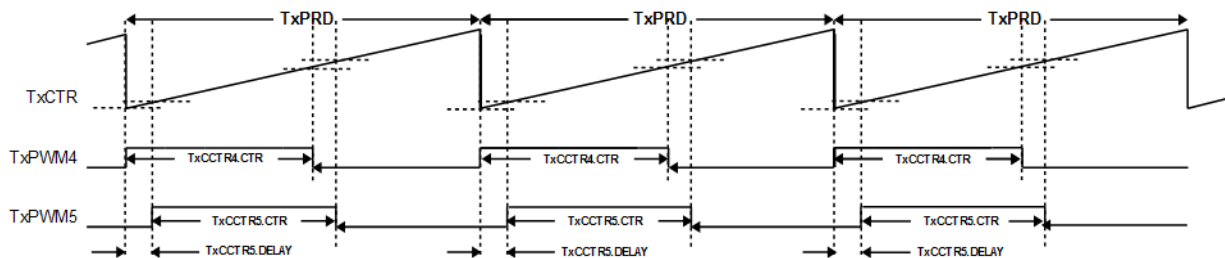 TxPRD TxPRD TxPRD
TxCTR
TxPWM4 TxCCTR4.CTR TxCCTR4.CTR TxCCTR4.CTR
TxPWM5 TxCCTR5.CTR TxCCTR5.CTR TxCCTR5.CTR
TxCCTR5.DELAY TxCCTR5.DELAY TxCCTR5.DELAY